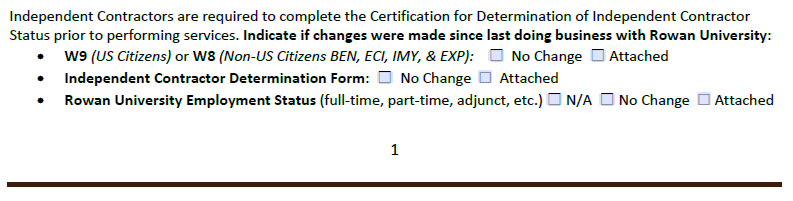 Independent Contractors are required to complete the Certification for Determination of Independent Contractor
Status prior to performing services. Indicate if changes were made since last doing business with Rowan University:
• W9 (US Citizens) or W8 (Non-US Citizens BEN, ECI, IMY, & EXP): ☐ No Change ☐ Attached
• Independent Contractor Determination Form: ☐ No Change ☐ Attached
• Rowan University Employment Status (full-time, part-time, adjunct, etc.) ☐ N/A ☐ No Change ☐ Attached
1